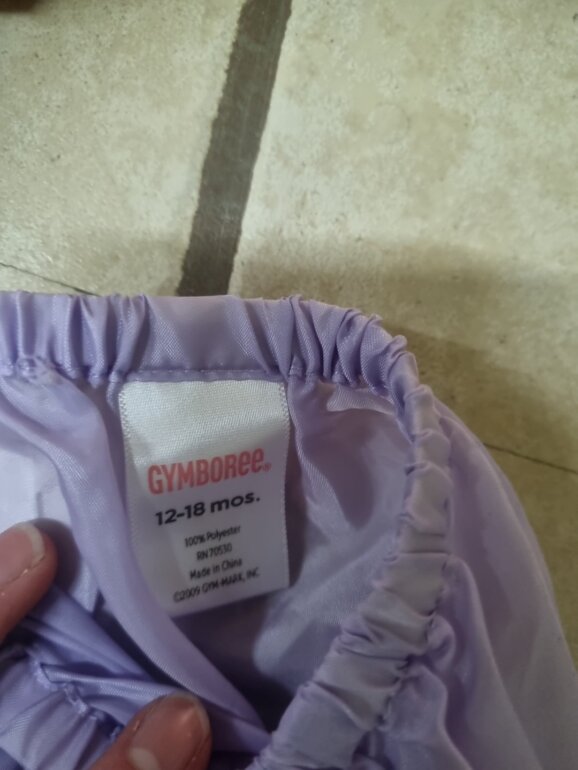 GYMBOREE®
12-18 mos.
100% Polyester
RN 70530
Made in China
©2009 GYM-MARK, INC